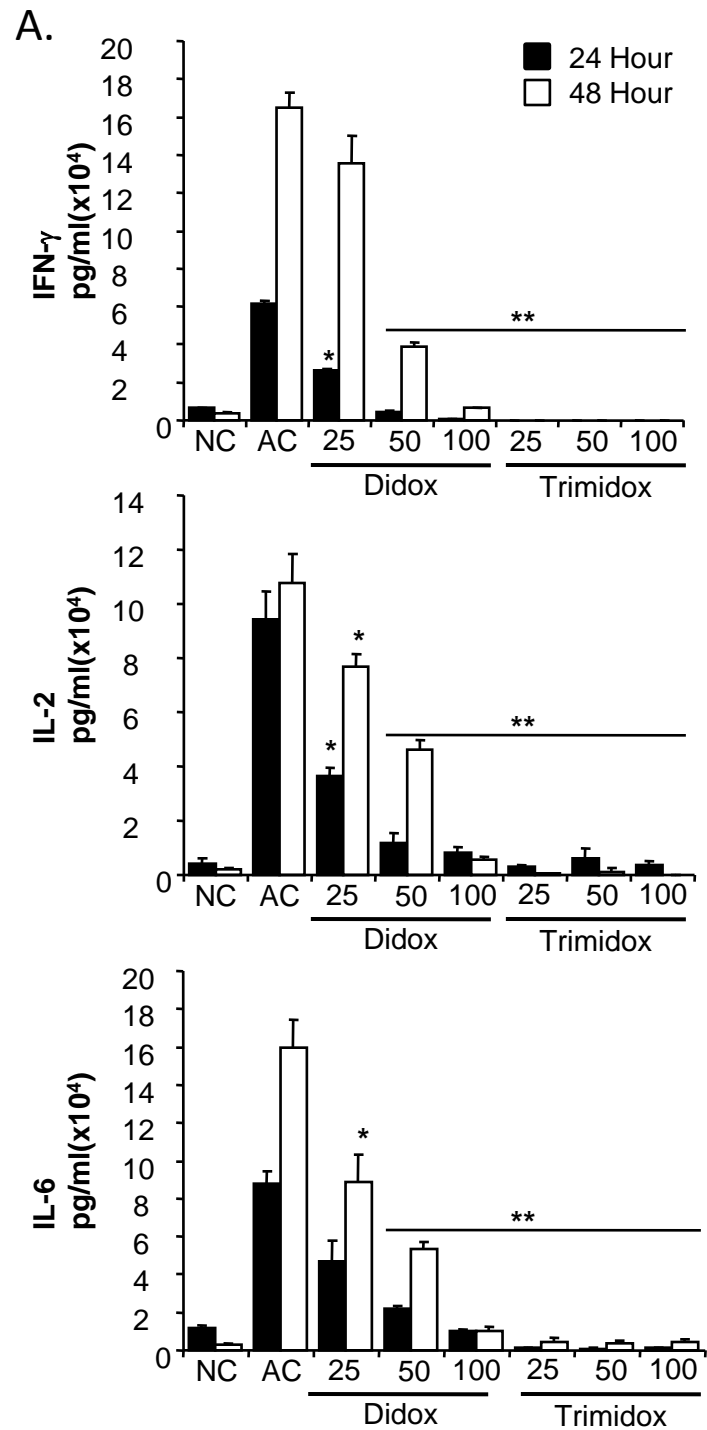 A.
24 Hour
48 Hour
IFN-γ
pg/ml(x10⁴)
20
18
16
14
12
10
8
6
4
2
0
*
**
NC AC 25 50 100 25 50 100
Didox Trimidox
IL-2
pg/ml(x10⁴)
14
12
10
8
6
4
2
0
*
*
**
NC AC 25 50 100 25 50 100
Didox Trimidox
IL-6
pg/ml(x10⁴)
20
18
16
14
12
10
8
6
4
2
0
*
**
NC AC 25 50 100 25 50 100
Didox Trimidox